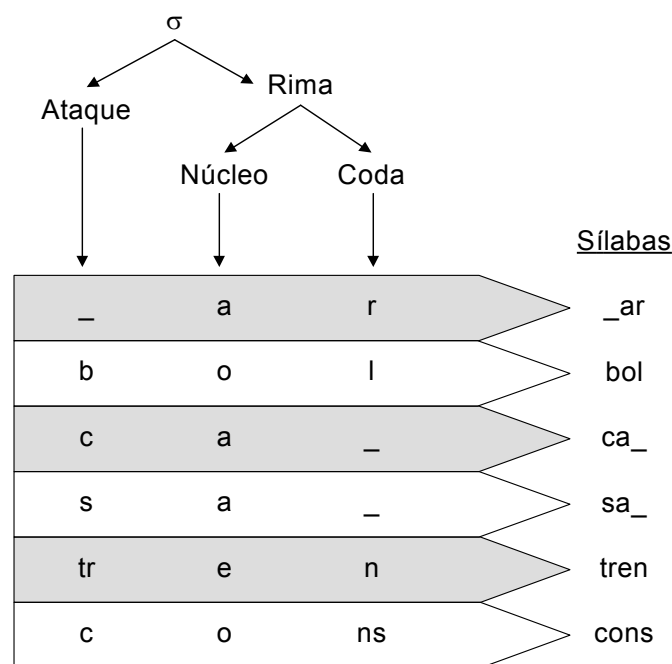 σ
Rima
Ataque
Núcleo Coda
Sílabas
_ a r _ar
b o l bol
c a _ ca_
s a _ sa_
tr e n tren
c o ns cons